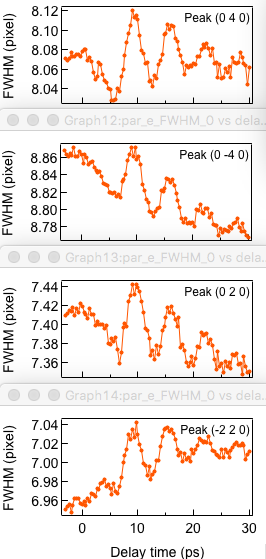 8.12
8.10
8.08
8.06
8.04
FWHM (pixel)
Peak (0 4 0)
Graph12:par_e_FWHM_0 vs dela...
8.86
8.84
8.82
8.80
8.78
FWHM (pixel)
Peak (0 -4 0)
Graph13:par_e_FWHM_0 vs dela...
7.44
7.42
7.40
7.38
7.36
FWHM (pixel)
Peak (0 2 0)
Graph14:par_e_FWHM_0 vs dela...
7.04
7.02
7.00
6.98
6.96
FWHM (pixel)
Peak (-2 2 0)
0 10 20 30
Delay time (ps)